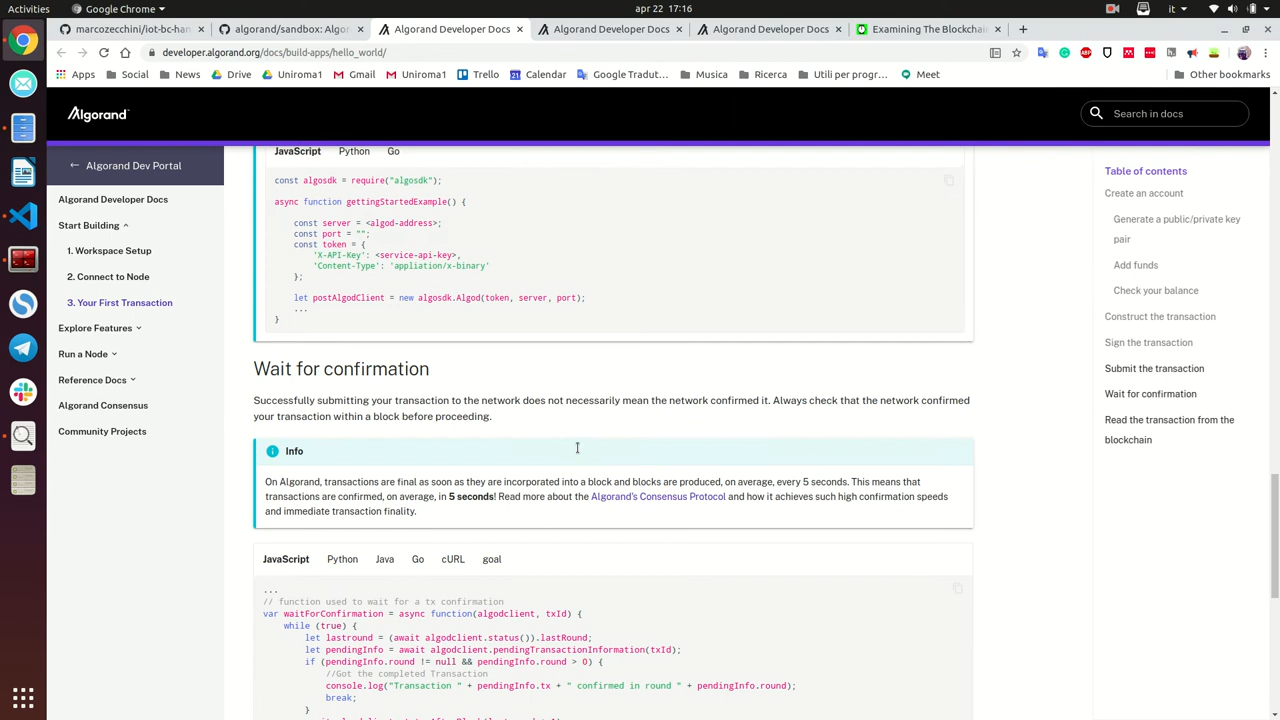 Activities
Google Chrome
apr 22 17:16
it
marcozecchini/iot-bc-han
algorand/sandbox: Algora
Algorand Developer Docs
Algorand Developer Docs
Algorand Developer Docs
Examining The Blockchain
developer.algorand.org/docs/build-apps/hello_world/
Apps
Social
News
Drive
Uniroma1
Gmail
Uniroma1
Trello
Calendar
Google Tradut...
Musica
Ricerca
Utili per progr...
Meet
Other bookmarks
Algorand
Search in docs
← Algorand Dev Portal
Algorand Developer Docs
Start Building
1. Workspace Setup
2. Connect to Node
3. Your First Transaction
Explore Features
Run a Node
Reference Docs
Algorand Consensus
Community Projects
JavaScript Python Go
const algosdk = require("algosdk");
async function gettingStartedExample() {
const server = <algod-address>;
const port = "";
const token = {
'X-API-Key': <service-api-key>,
'Content-Type': 'appliation/x-binary'
};
let postAlgodClient = new algosdk.Algod(token, server, port);
...
}
Wait for confirmation
Successfully submitting your transaction to the network does not necessarily mean the network confirmed it. Always check that the network confirmed
your transaction within a block before proceeding.
Info
On Algorand, transactions are final as soon as they are incorporated into a block and blocks are produced, on average, every 5 seconds. This means that
transactions are confirmed, on average, in 5 seconds! Read more about the Algorand's Consensus Protocol and how it achieves such high confirmation speeds
and immediate transaction finality.
JavaScript Python Java Go cURL goal
...
// function used to wait for a tx confirmation
var waitForConfirmation = async function(algodclient, txId) {
while (true) {
let lastround = (await algodclient.status()).lastRound;
let pendingInfo = await algodclient.pendingTransactionInformation(txId);
if (pendingInfo.round != null && pendingInfo.round > 0) {
//Got the completed Transaction
console.log("Transaction " + pendingInfo.tx + " confirmed in round " + pendingInfo.round);
break;
}
Table of contents
Create an account
Generate a public/private key
pair
Add funds
Check your balance
Construct the transaction
Sign the transaction
Submit the transaction
Wait for confirmation
Read the transaction from the
blockchain